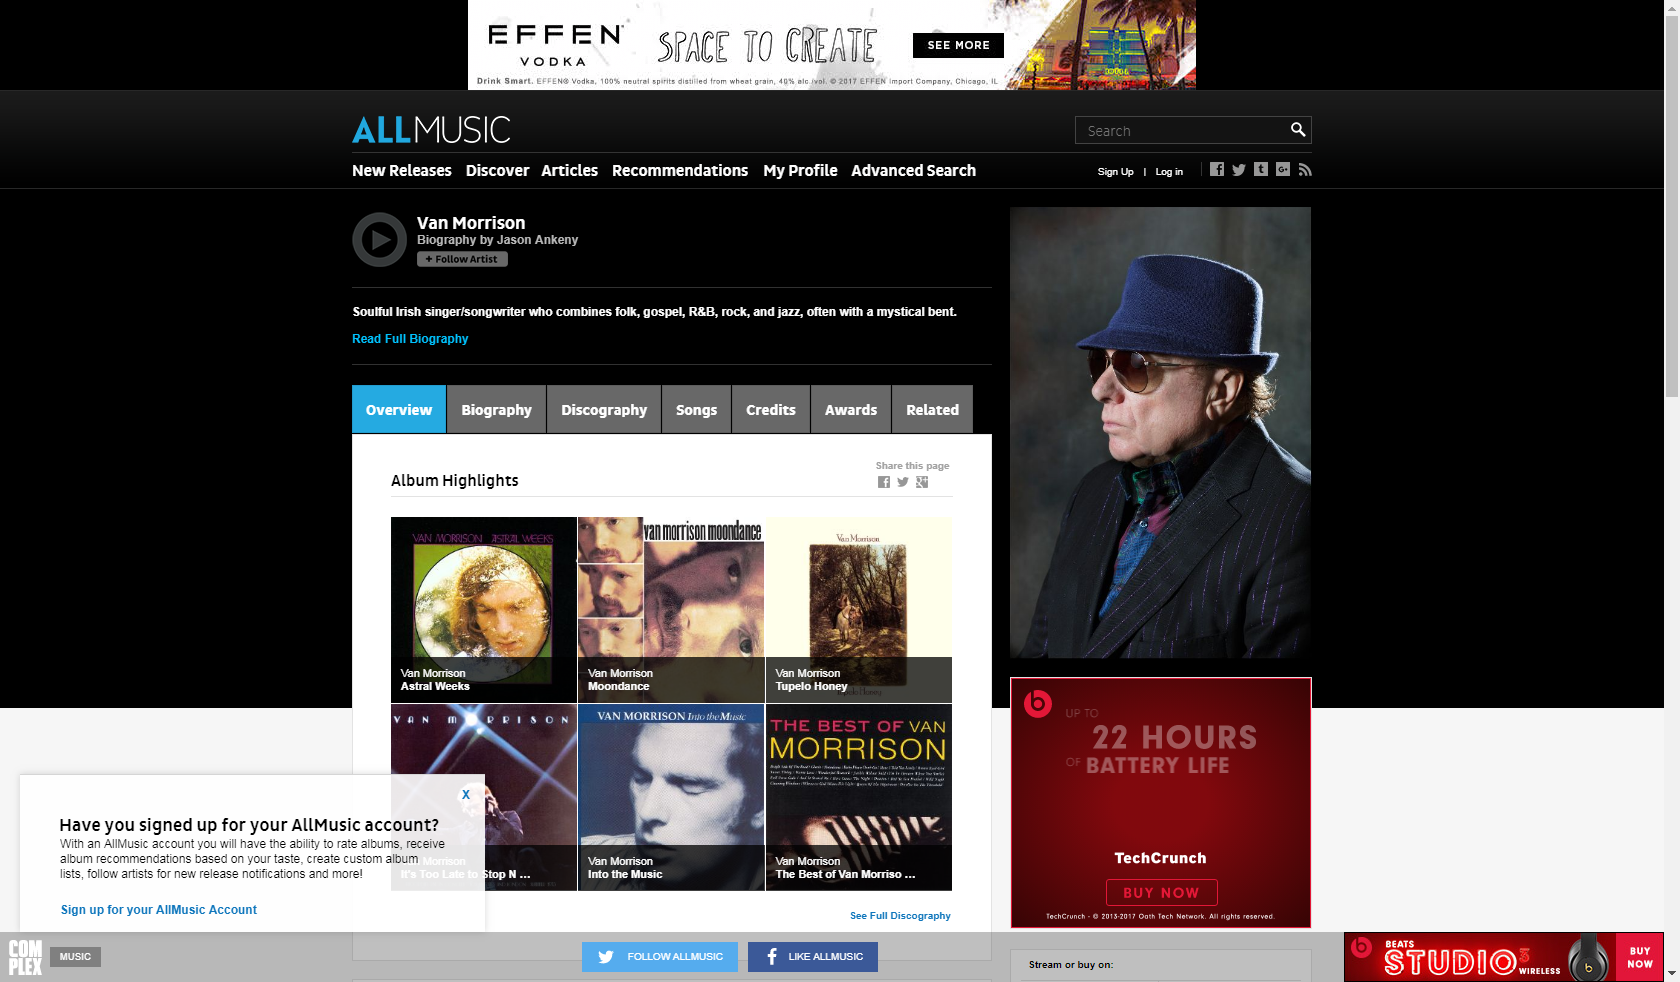 EFFEN
VODKA
SPACE TO CREATE
SEE MORE
Drink Smart. EFFEN® Vodka, 100% neutral spirits distilled from wheat grain, 40% alc./vol. © 2017 EFFEN Import Company, Chicago, IL
ALLMUSIC
Search
New Releases Discover Articles Recommendations My Profile Advanced Search
Sign Up | Log in
Van Morrison
Biography by Jason Ankeny
+ Follow Artist
Soulful Irish singer/songwriter who combines folk, gospel, R&B, rock, and jazz, often with a mystical bent.
Read Full Biography
Overview Biography Discography Songs Credits Awards Related
Share this page
Album Highlights
VAN MORRISON ASTRAL WEEKS
Van Morrison
Astral Weeks
van morrison moondance
Van Morrison
Moondance
Van Morrison
Van Morrison
Tupelo Honey
Tupelo Honey
VAN MORRISON
Morrison
It's Too Late to Stop N ...
VAN MORRISON Into the Music
Van Morrison
Into the Music
THE BEST OF VAN
MORRISON
Van Morrison
The Best of Van Morriso ...
See Full Discography
UP TO
22 HOURS
OF BATTERY LIFE
TechCrunch
BUY NOW
TechCrunch - © 2013-2017 Oath Tech Network. All rights reserved.
X
Have you signed up for your AllMusic account?
With an AllMusic account you will have the ability to rate albums, receive
album recommendations based on your taste, create custom album
lists, follow artists for new release notifications and more!
Sign up for your AllMusic Account
COM
PLEX
MUSIC
FOLLOW ALLMUSIC
LIKE ALLMUSIC
Stream or buy on:
BEATS
STUDIO3
WIRELESS
BUY
NOW